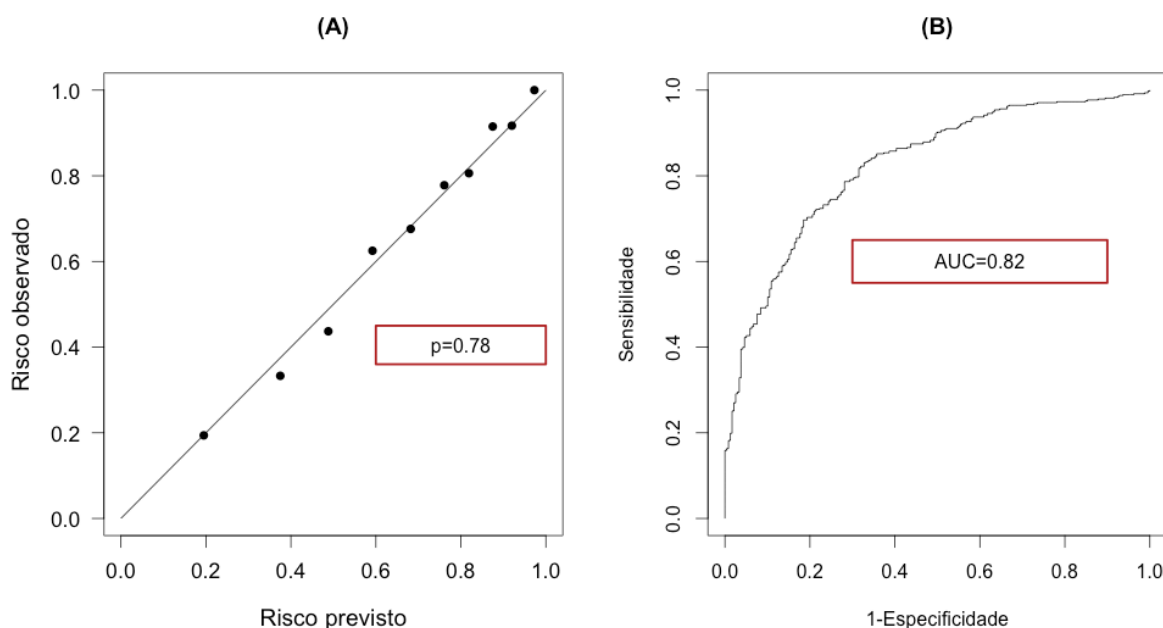 (A)
1.0
0.8
0.6
0.4
0.2
0.0
Risco observado
p=0.78
0.0 0.2 0.4 0.6 0.8 1.0
Risco previsto
(B)
1.0
0.8
0.6
0.4
0.2
0.0
Sensibilidade
AUC=0.82
0.0 0.2 0.4 0.6 0.8 1.0
1-Especificidade